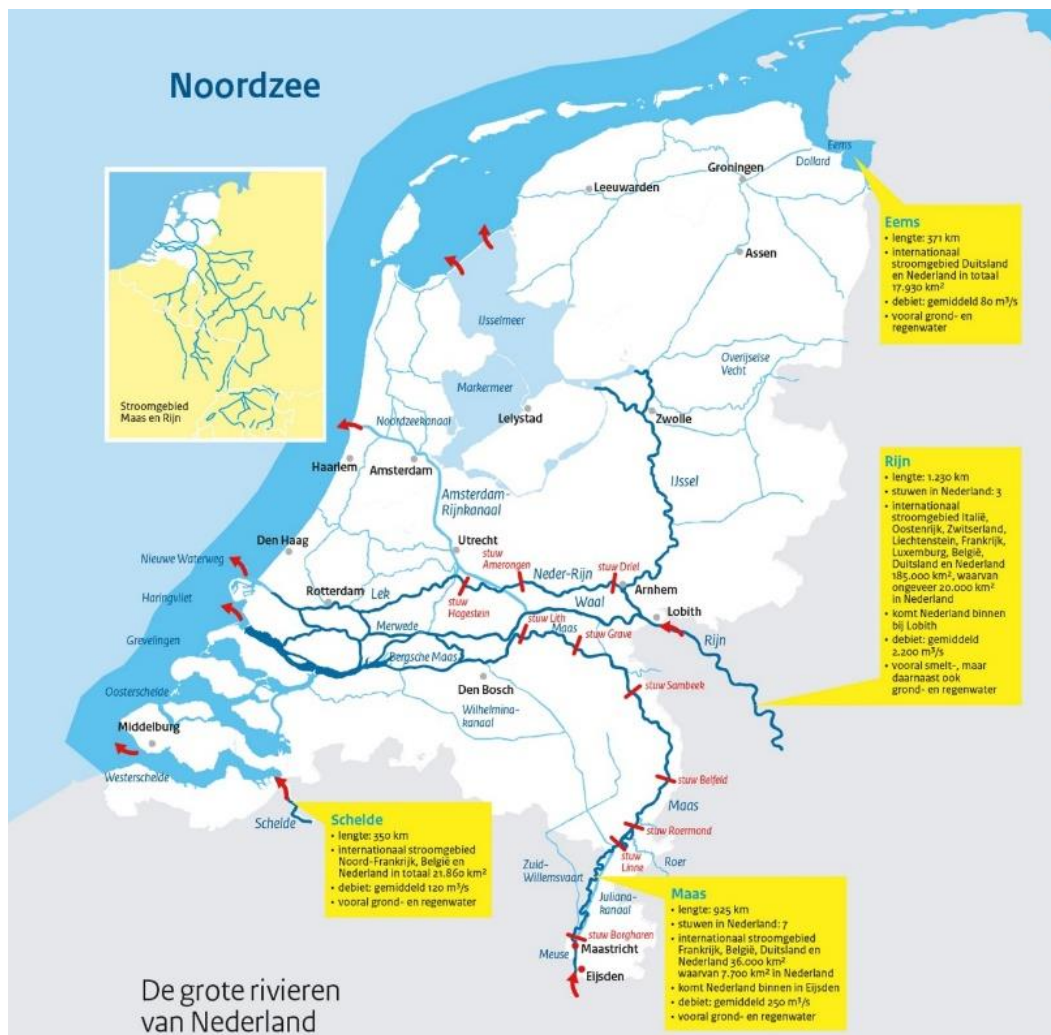 Noordzee
Eems
Dollard
Groningen
Leeuwarden
Assen
Eems
• lengte: 371 km
• internationaal
stroomgebied Duitsland
en Nederland in totaal
17.930 km²
• debiet: gemiddeld 80 m³/s
• vooral grond- en
regenwater
Stroomgebied
Maas en Rijn
IJsselmeer
Markermeer
Overijselse
Vecht
Lelystad
Zwolle
Noordzeekanaal
Haarlem
Amsterdam
IJssel
Amsterdam-
Rijnkanaal
Rijn
• lengte: 1.230 km
• stuwen in Nederland: 3
• internationaal
stroomgebied Italië,
Oostenrijk, Zwitserland,
Liechtenstein, Frankrijk,
Luxemburg, België,
Duitsland en Nederland
185.000 km², waarvan
ongeveer 20.000 km²
in Nederland
• komt Nederland binnen
bij Lobith
• debiet: gemiddeld
2.200 m³/s
• vooral smelt-, maar
daarnaast ook
grond- en regenwater
Den Haag
Utrecht
Nieuwe Waterweg
stuw
Amerongen
Neder-Rijn
stuw Driel
Arnhem
Rotterdam
Lek
stuw
Hagestein
Waal
Lobith
Haringvliet
Merwede
stuw Lith
Maas
stuw Grave
Rijn
Grevelingen
Bergsche Maas
Den Bosch
stuw Sambeek
Oosterschelde
Wilhelmina-
kanaal
Middelburg
Westerschelde
stuw Belfeld
Maas
Schelde
Schelde
• lengte: 350 km
• internationaal stroomgebied
Noord-Frankrijk, België en
Nederland in totaal 21.860 km²
• debiet: gemiddeld 120 m³/s
• vooral grond- en regenwater
stuw Roermond
stuw
Linne
Roer
Zuid-
Willemsvaart
Juliana-
kanaal
stuw Borgharen
Meuse
Maastricht
Eijsden
Maas
• lengte: 925 km
• stuwen in Nederland: 7
• internationaal stroomgebied
Frankrijk, België, Duitsland en
Nederland 36.000 km²
waarvan 7.700 km² in Nederland
• komt Nederland binnen in Eijsden
• debiet: gemiddeld 250 m³/s
• vooral grond- en regenwater
De grote rivieren
van Nederland